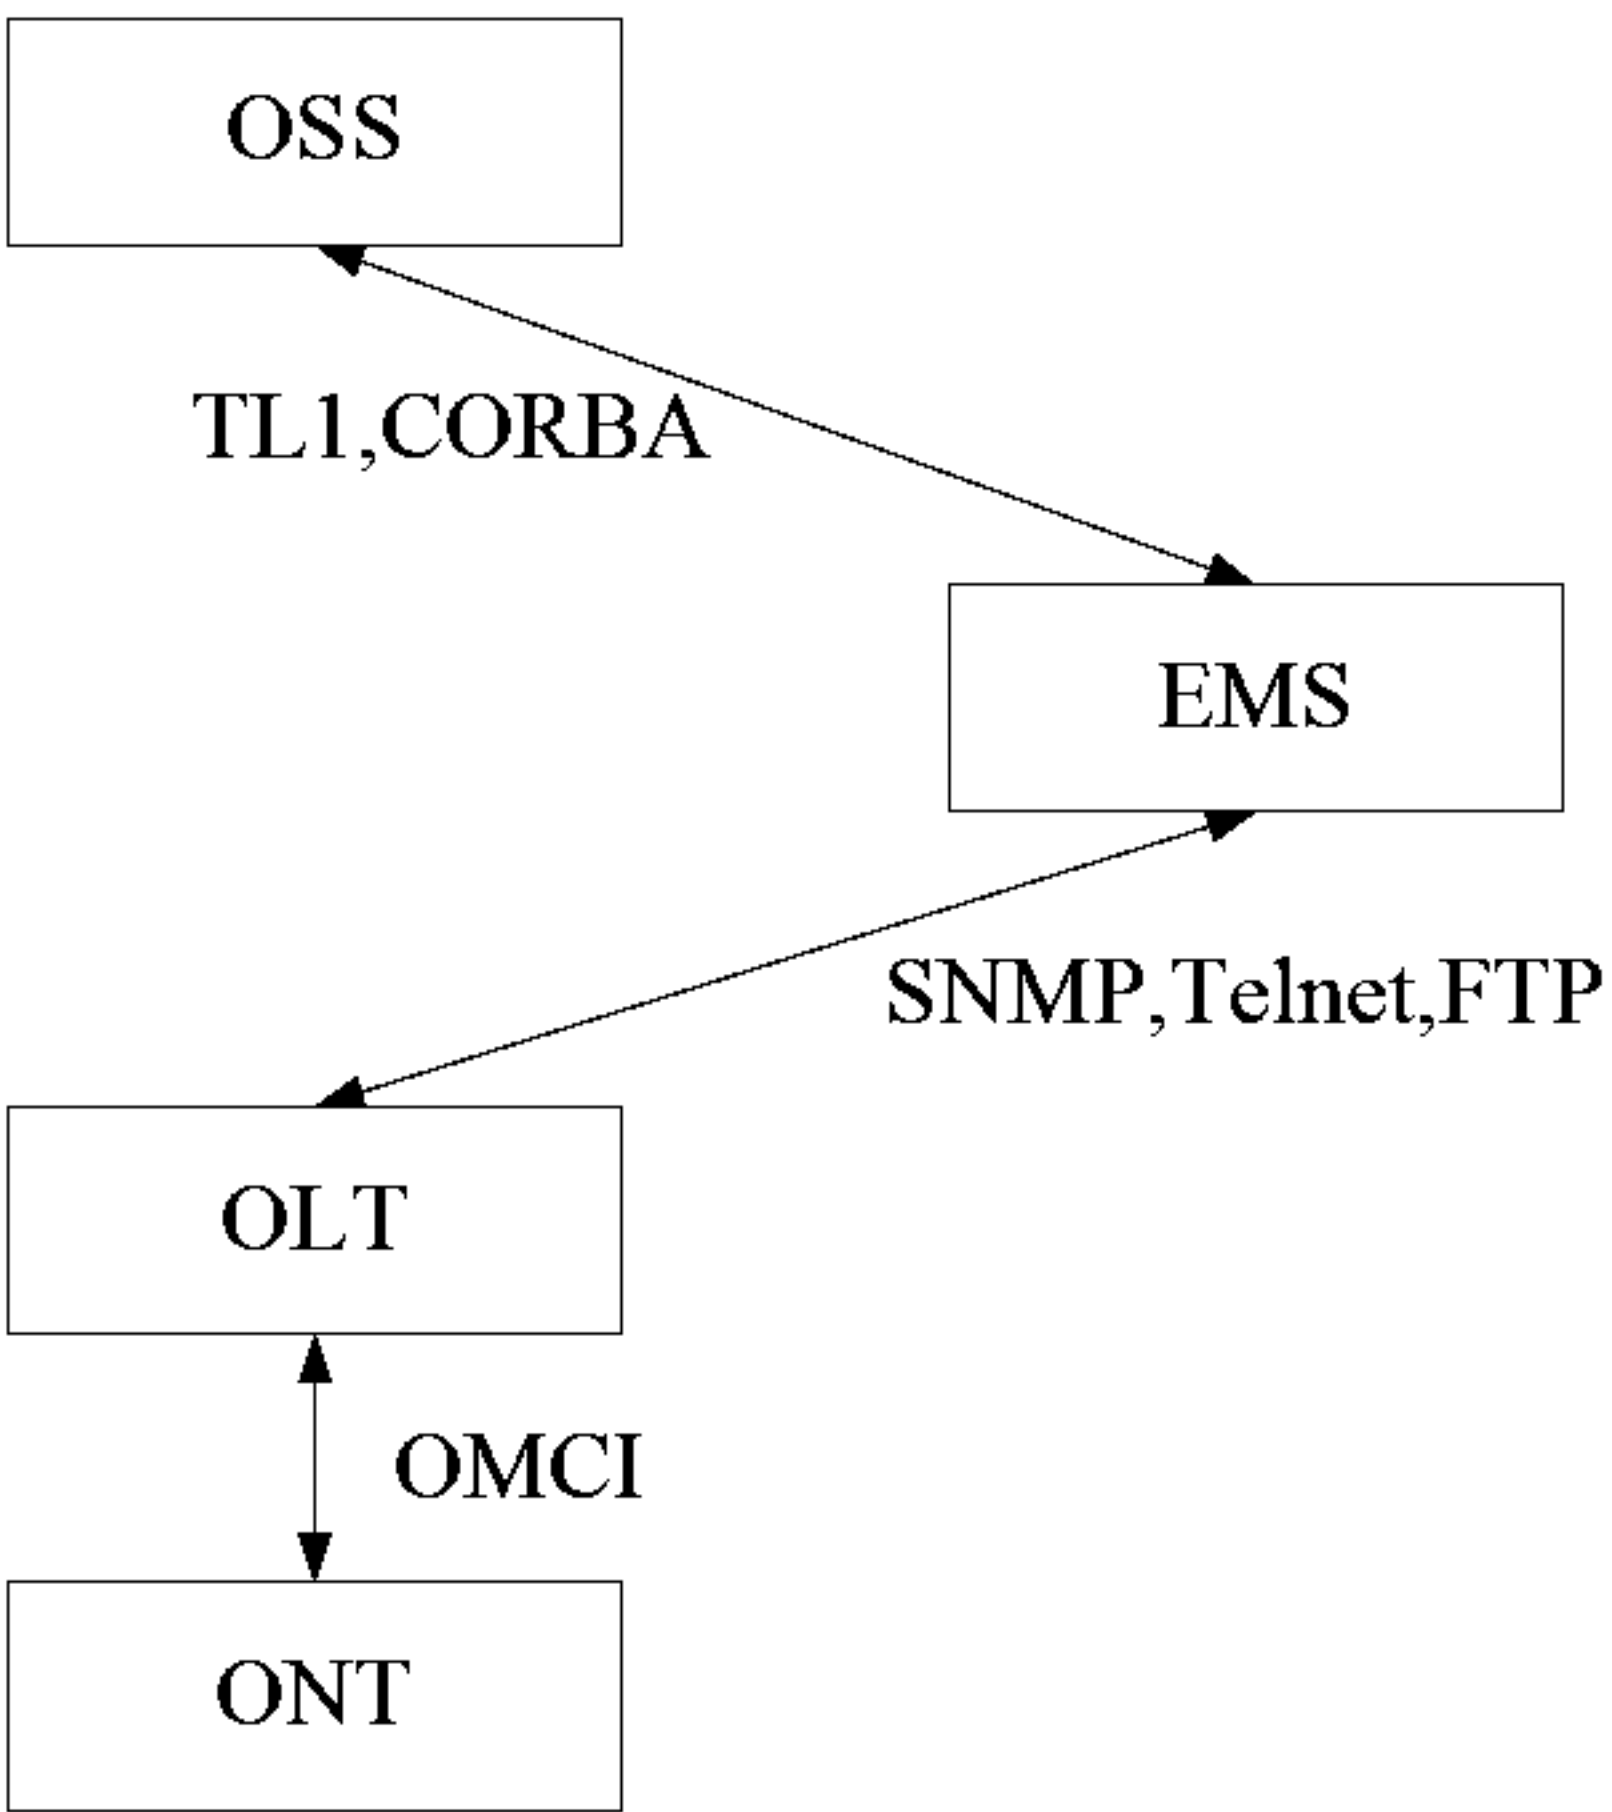 OSS
TL1,CORBA
EMS
SNMP,Telnet,FTP
OLT
OMCI
ONT